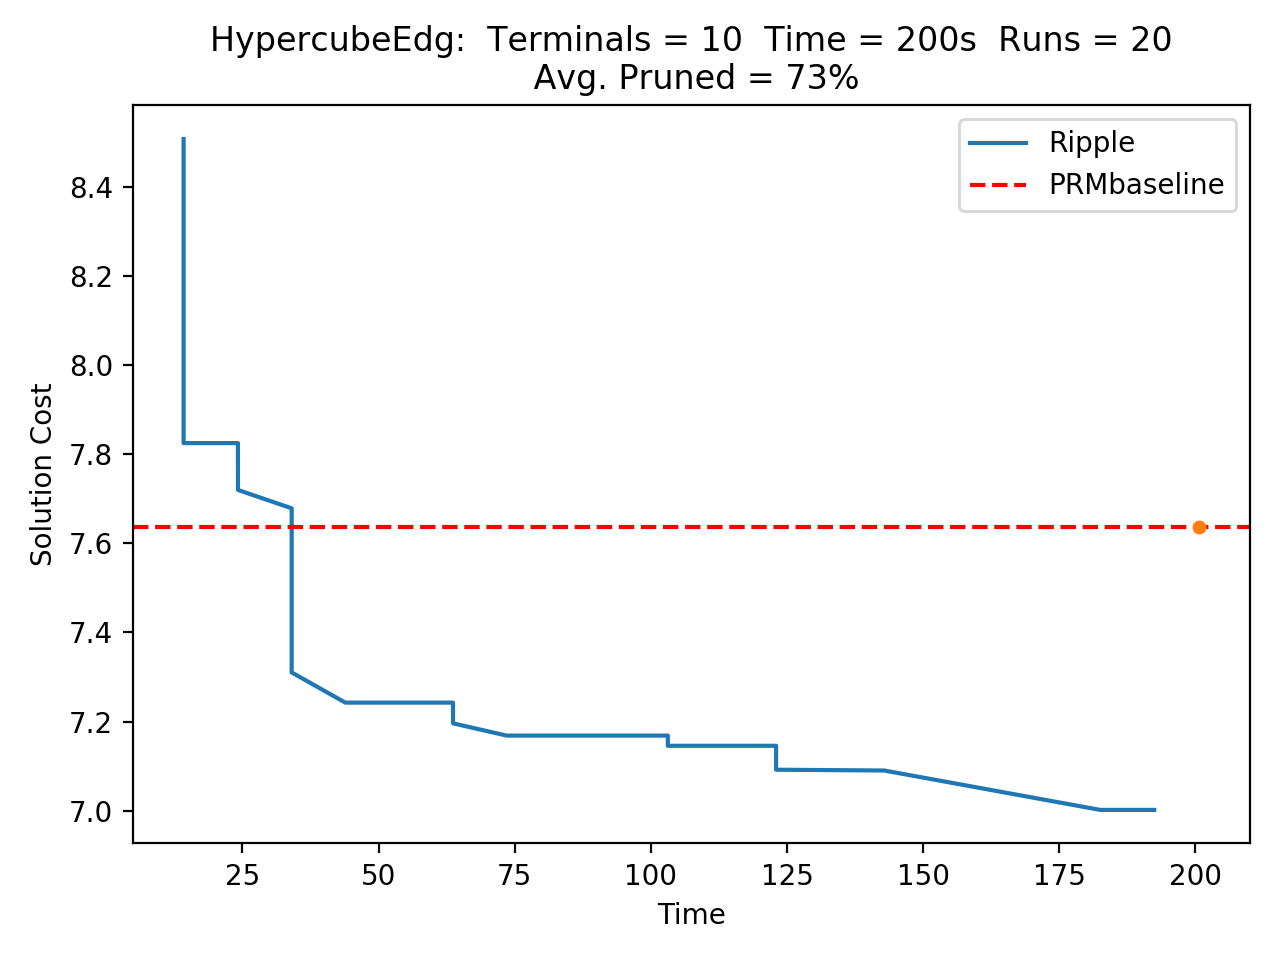 HypercubeEdg:  Terminals = 10  Time = 200s  Runs = 20
Avg. Pruned = 73%
Ripple
PRMbaseline
Solution Cost
8.4
8.2
8.0
7.8
7.6
7.4
7.2
7.0
25 50 75 100 125 150 175 200
Time